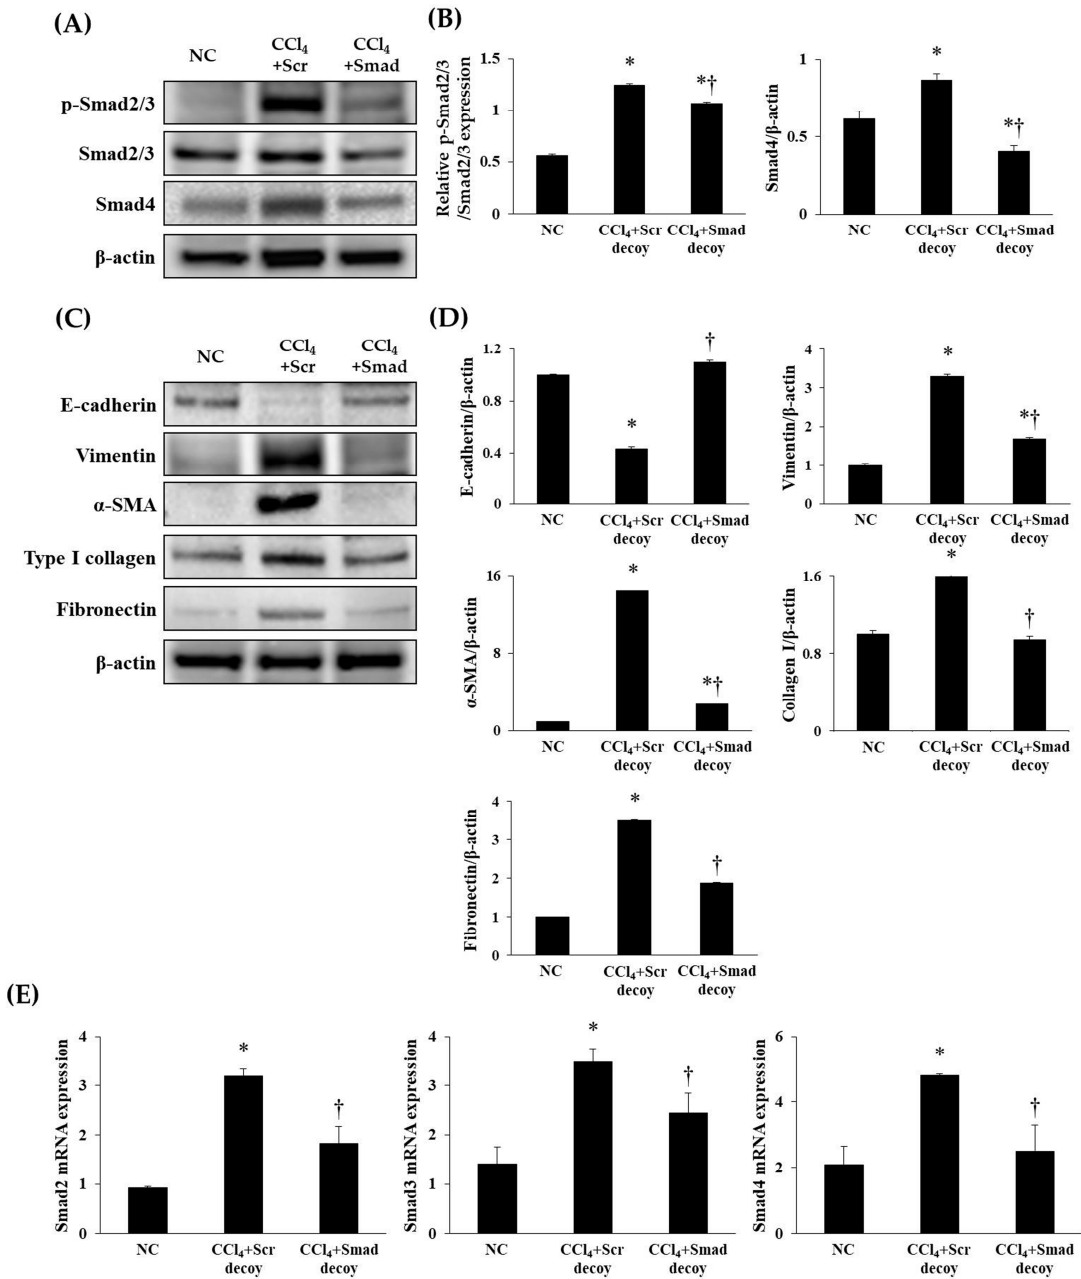 (A)
NC
CCl4
+Scr
CCl4
+Smad
p-Smad2/3
Smad2/3
Smad4
β-actin
(B)
Relative p-Smad2/3
/Smad2/3 expression
1.5
1
0.5
0
*
*†
NC
CCl4+Scr
decoy
CCl4+Smad
decoy
Smad4/β-actin
1
0.5
0
*
*†
NC
CCl4+Scr
decoy
CCl4+Smad
decoy
(C)
NC
CCl4
+Scr
CCl4
+Smad
E-cadherin
Vimentin
α-SMA
Type I collagen
Fibronectin
β-actin
(D)
E-cadherin/β-actin
1.2
0.8
0.4
0
*
†
NC
CCl4+Scr
decoy
CCl4+Smad
decoy
Vimentin/β-actin
4
3
2
1
0
*
*†
NC
CCl4+Scr
decoy
CCl4+Smad
decoy
α-SMA/β-actin
16
8
0
*
*†
NC
CCl4+Scr
decoy
CCl4+Smad
decoy
Collagen I/β-actin
1.6
0.8
0
*
†
NC
CCl4+Scr
decoy
CCl4+Smad
decoy
Fibronectin/β-actin
4
3
2
1
0
*
†
NC
CCl4+Scr
decoy
CCl4+Smad
decoy
(E)
Smad2 mRNA expression
4
3
2
1
0
*
†
NC
CCl4+Scr
decoy
CCl4+Smad
decoy
Smad3 mRNA expression
4
3
2
1
0
*
†
NC
CCl4+Scr
decoy
CCl4+Smad
decoy
Smad4 mRNA expression
6
4
2
0
*
†
NC
CCl4+Scr
decoy
CCl4+Smad
decoy